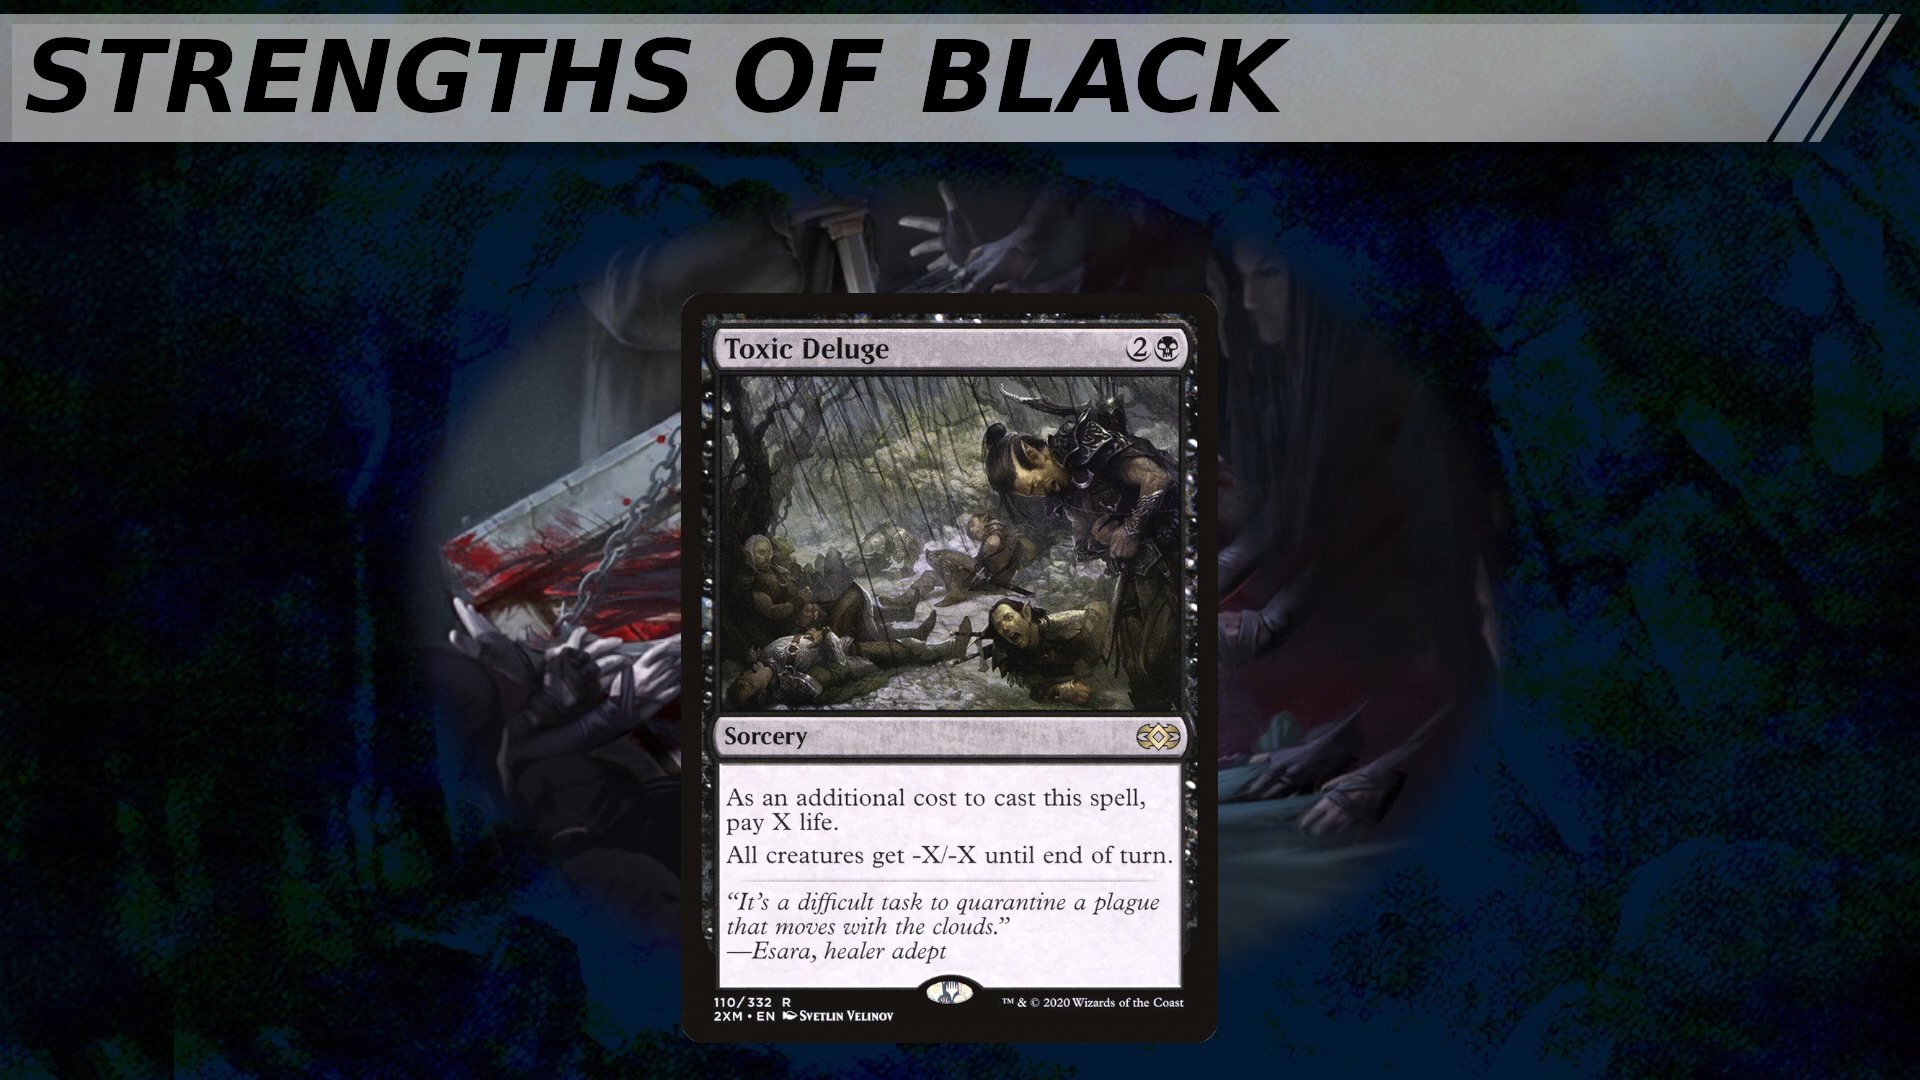 STRENGTHS OF BLACK
Toxic Deluge 2
Sorcery
As an additional cost to cast this spell,
pay X life.
All creatures get -X/-X until end of turn.
“It’s a difficult task to quarantine a plague
that moves with the clouds.”
—Esara, healer adept
110/332 R
2XM • EN SVETLIN VELINOV
™ & © 2020 Wizards of the Coast